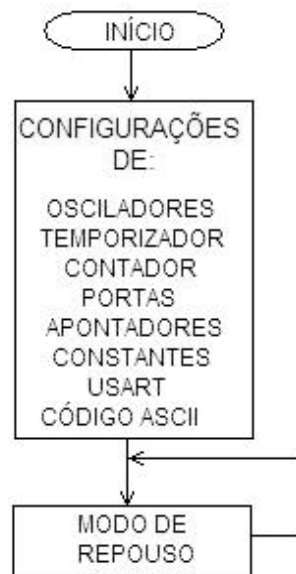 INÍCIO
CONFIGURAÇÕES
DE:
OSCILADORES
TEMPORIZADOR
CONTADOR
PORTAS
APONTADORES
CONSTANTES
USART
CÓDIGO ASCII
MODO DE
REPOUSO